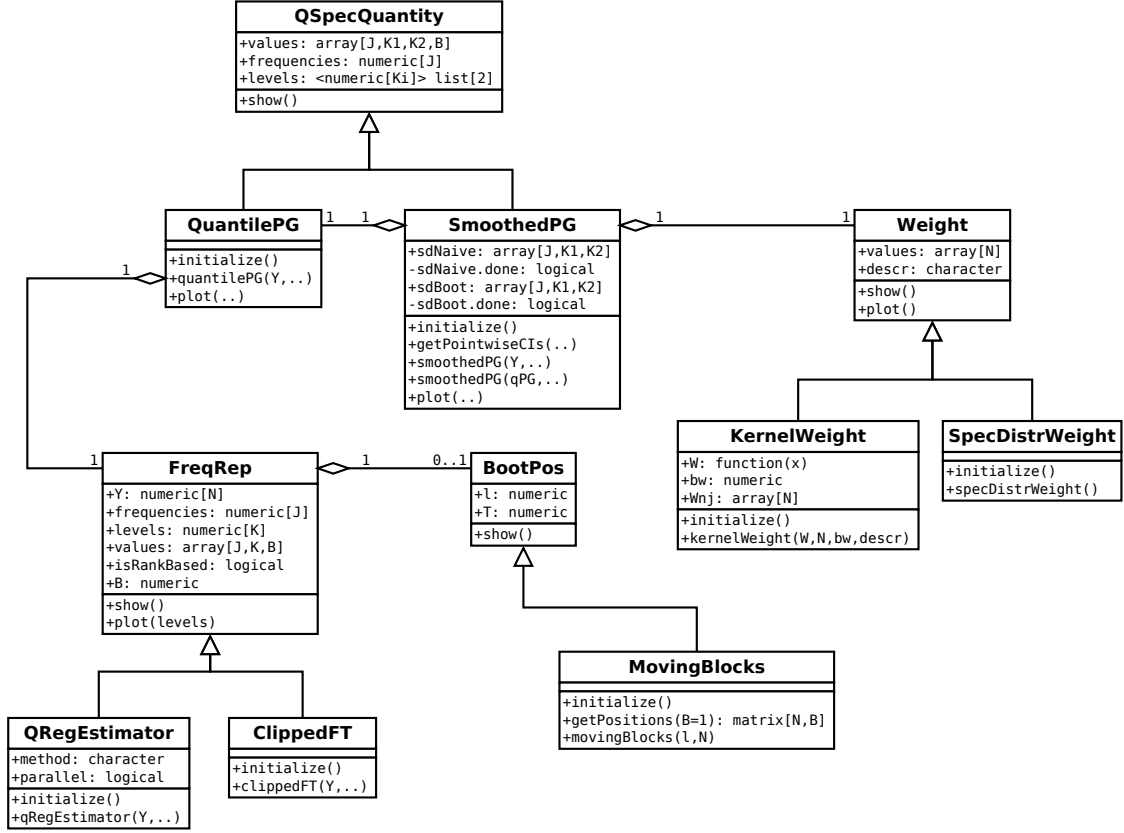 QSpecQuantity
+values: array[J,K1,K2,B]
+frequencies: numeric[J]
+levels: <numeric[Ki]> list[2]
+show()
QuantilePG
+initialize()
+quantilePG(Y,..)
+plot(..)
1
1
SmoothedPG
+sdNaive: array[J,K1,K2]
-sdNaive.done: logical
+sdBoot: array[J,K1,K2]
-sdBoot.done: logical
+initialize()
+getPointwiseCIs(..)
+smoothedPG(Y,..)
+smoothedPG(qPG,..)
+plot(..)
1
1
Weight
+values: array[N]
+descr: character
+show()
+plot()
1
1
KernelWeight
+W: function(x)
+bw: numeric
+Wnj: array[N]
+initialize()
+kernelWeight(W,N,bw,descr)
SpecDistrWeight
+initialize()
+specDistrWeight()
FreqRep
+Y: numeric[N]
+frequencies: numeric[J]
+levels: numeric[K]
+values: array[J,K,B]
+isRankBased: logical
+B: numeric
+show()
+plot(levels)
1
0..1
BootPos
+l: numeric
+T: numeric
+show()
MovingBlocks
+initialize()
+getPositions(B=1): matrix[N,B]
+movingBlocks(l,N)
QRegEstimator
+method: character
+parallel: logical
+initialize()
+qRegEstimator(Y,..)
ClippedFT
+initialize()
+clippedFT(Y,..)